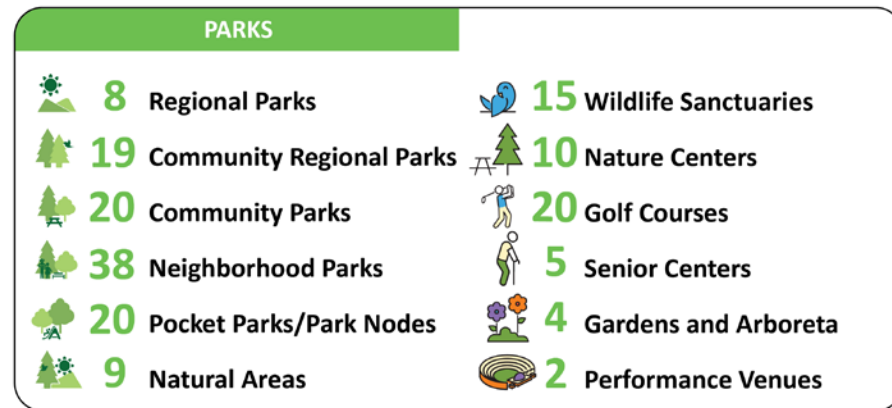 PARKS
8 Regional Parks
19 Community Regional Parks
20 Community Parks
38 Neighborhood Parks
20 Pocket Parks/Park Nodes
9 Natural Areas
15 Wildlife Sanctuaries
10 Nature Centers
20 Golf Courses
5 Senior Centers
4 Gardens and Arboreta
2 Performance Venues